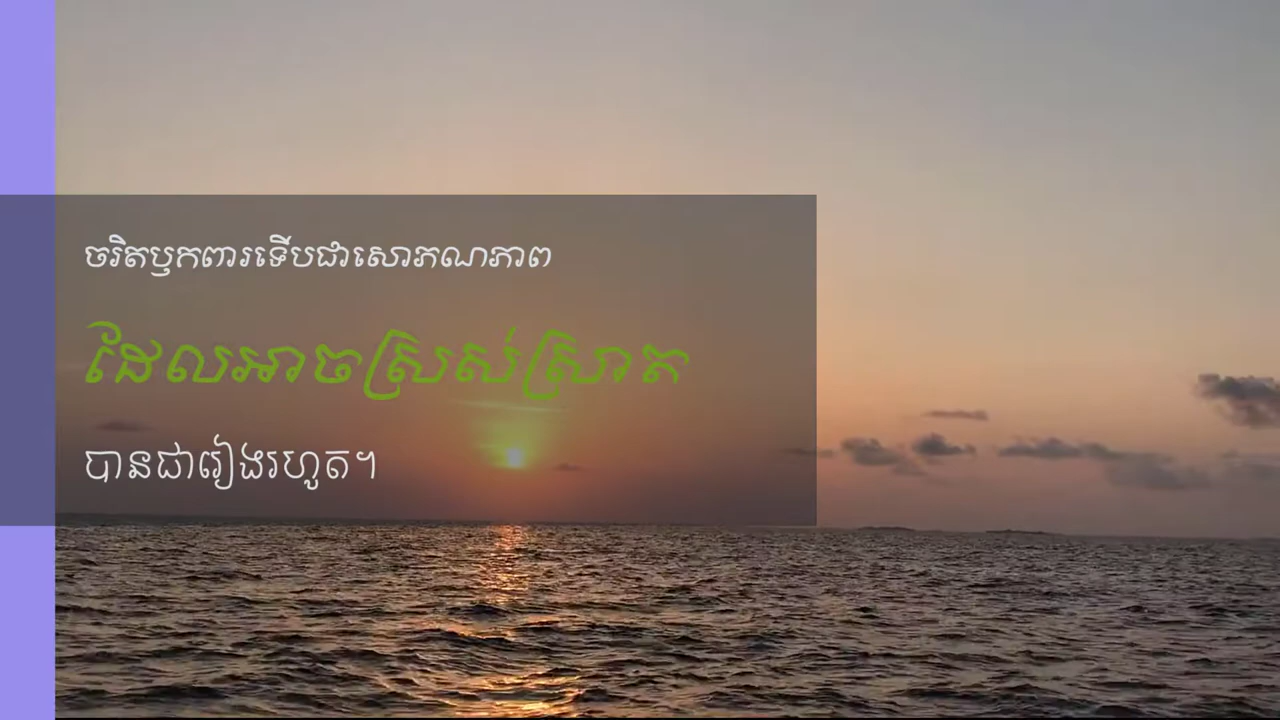 ចរិតឫកពារទើបជាសោភណភាព
ដែលអាចស្រស់ស្រាត
បានជារៀងរហូត។